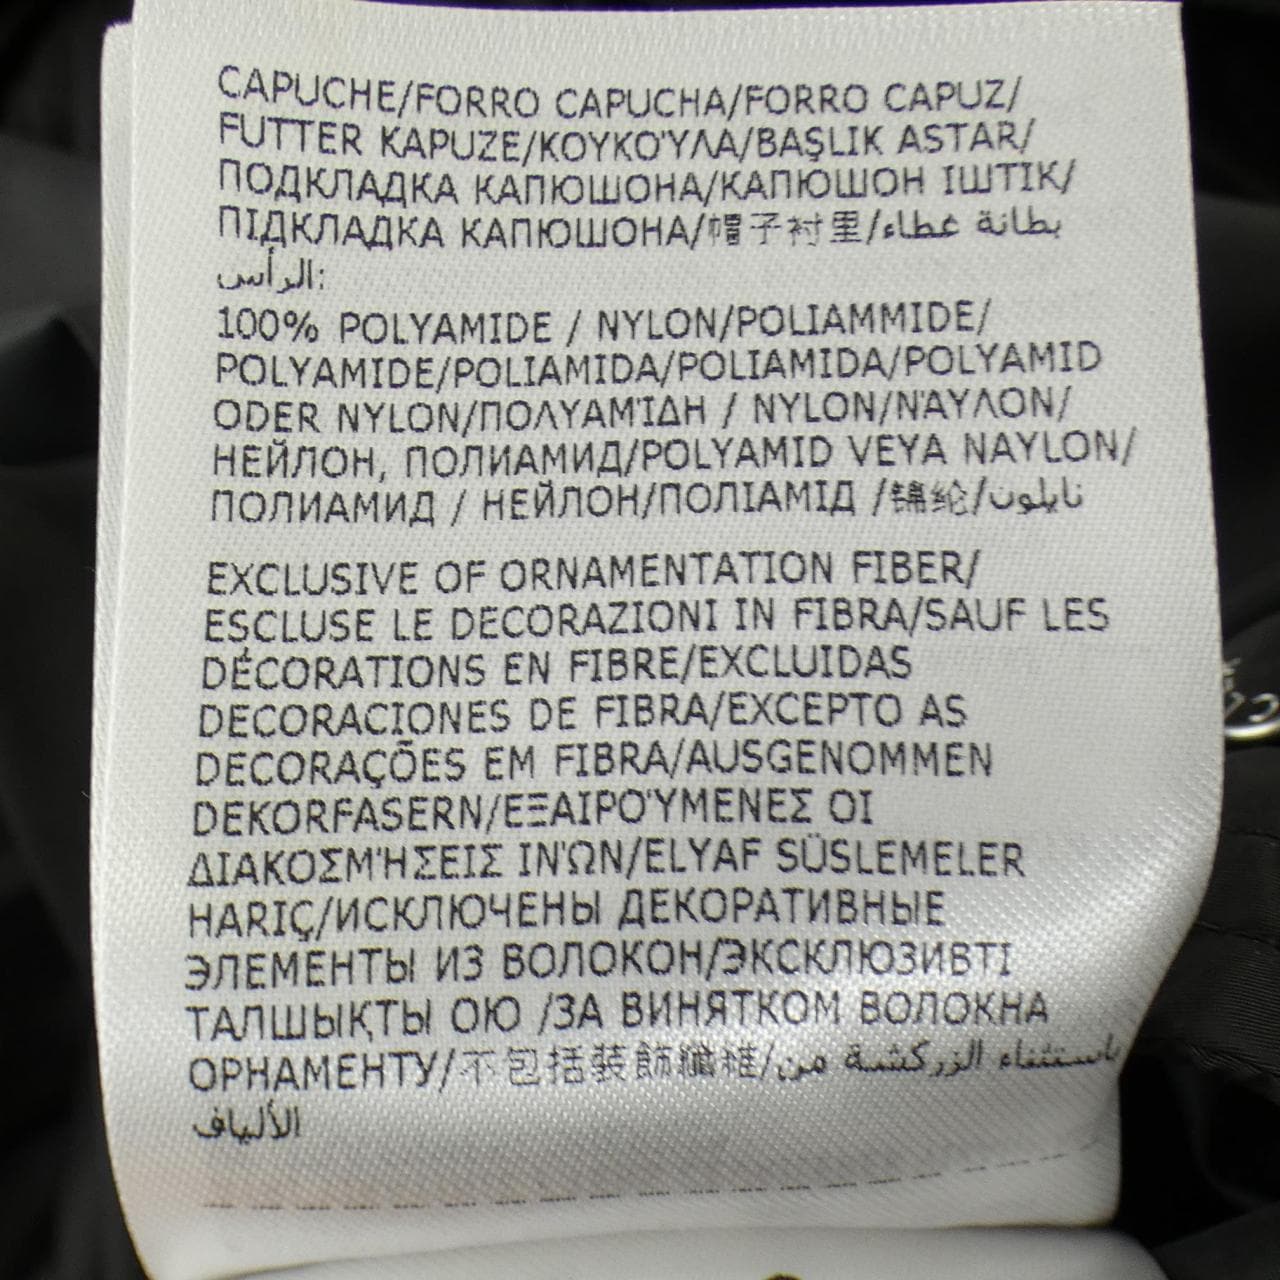 CAPUCHE/FORRO CAPUCHA/FORRO CAPUZ/
FUTTER KAPUZE/ΚΟΥΚΟΎΛΑ/BAŞLIK ASTAR/
ПОДКЛАДКА КАПЮШОНА/КАПЮШОН ІШТІК/
ПІДКЛАДКА КАПЮШОНА/帽子衬里/بطانة غطاء
الرأس:
100% POLYAMIDE / NYLON/POLIAMMIDE/
POLYAMIDE/POLIAMIDA/POLIAMIDA/POLYAMID
ODER NYLON/ΠΟΛΥΑΜΊΔΗ / NYLON/ΝΆΥΛΟΝ/
НЕЙЛОН, ПОЛИАМИД/POLYAMID VEYA NAYLON/
ПОЛИАМИД / НЕЙЛОН/ПОЛІАМІД /锦纶/نايلون
EXCLUSIVE OF ORNAMENTATION FIBER/
ESCLUSE LE DECORAZIONI IN FIBRA/SAUF LES
DÉCORATIONS EN FIBRE/EXCLUIDAS
DECORACIONES DE FIBRA/EXCEPTO AS
DECORAÇÕES EM FIBRA/AUSGENOMMEN
DEKORFASERN/ΕΞΑΙΡΟΎΜΕΝΕΣ ΟΙ
ΔΙΑΚΟΣΜΉΣΕΙΣ ΙΝΏΝ/ELYAF SÜSLEMELER
HARIÇ/ИСКЛЮЧЕНЫ ДЕКОРАТИВНЫЕ
ЭЛЕМЕНТЫ ИЗ ВОЛОКОН/ЭКСКЛЮЗИВТІ
ТАЛШЫҚТЫ ОЮ /ЗА ВИНЯТКОМ ВОЛОКНА
ОРНАМЕНТУ/不包括装飾纖維/باستثناء الزركشة من
الألياف